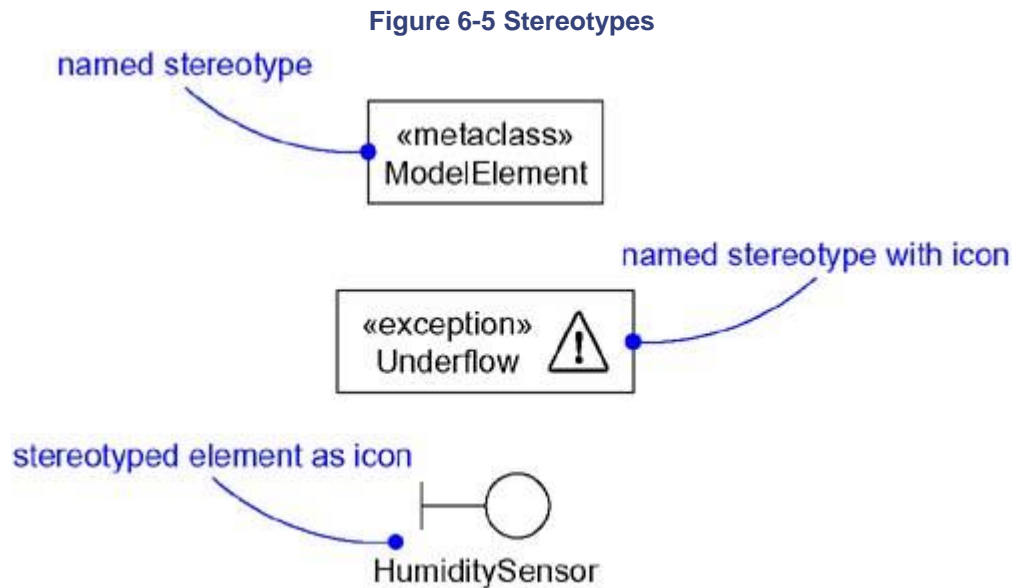 Figure 6-5 Stereotypes
named stereotype
«metaclass»
ModelElement
named stereotype with icon
«exception»
Underflow
!
stereotyped element as icon
HumiditySensor